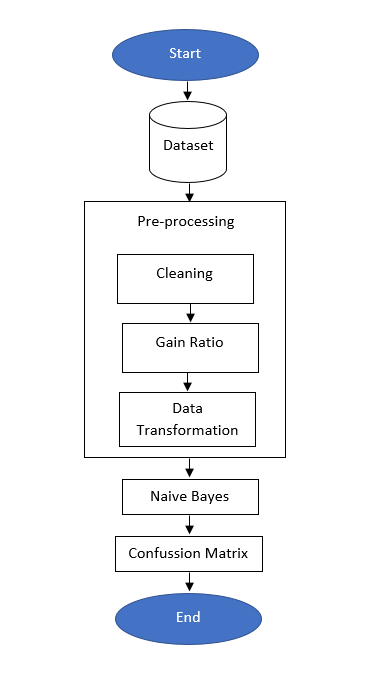 Start
Dataset
Pre-processing
Cleaning
Gain Ratio
Data
Transformation
Naive Bayes
Confussion Matrix
End